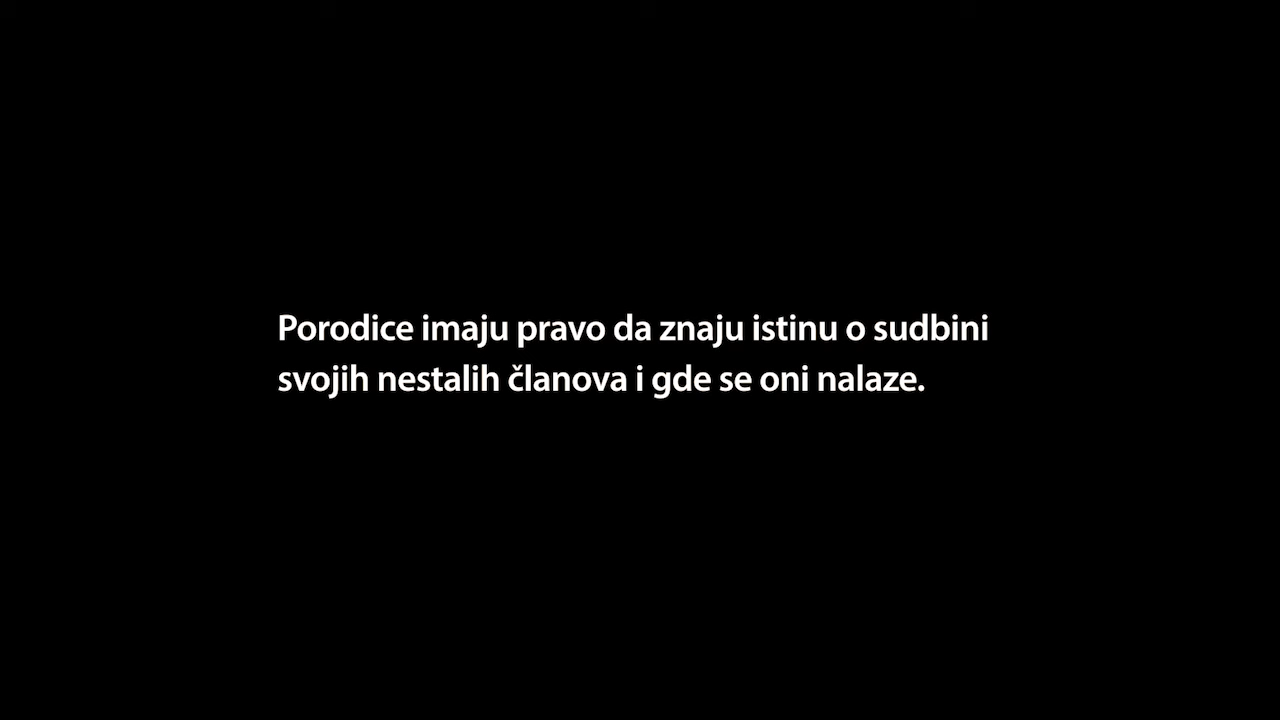 Porodice imaju pravo da znaju istinu o sudbini
svojih nestalih članova i gde se oni nalaze.